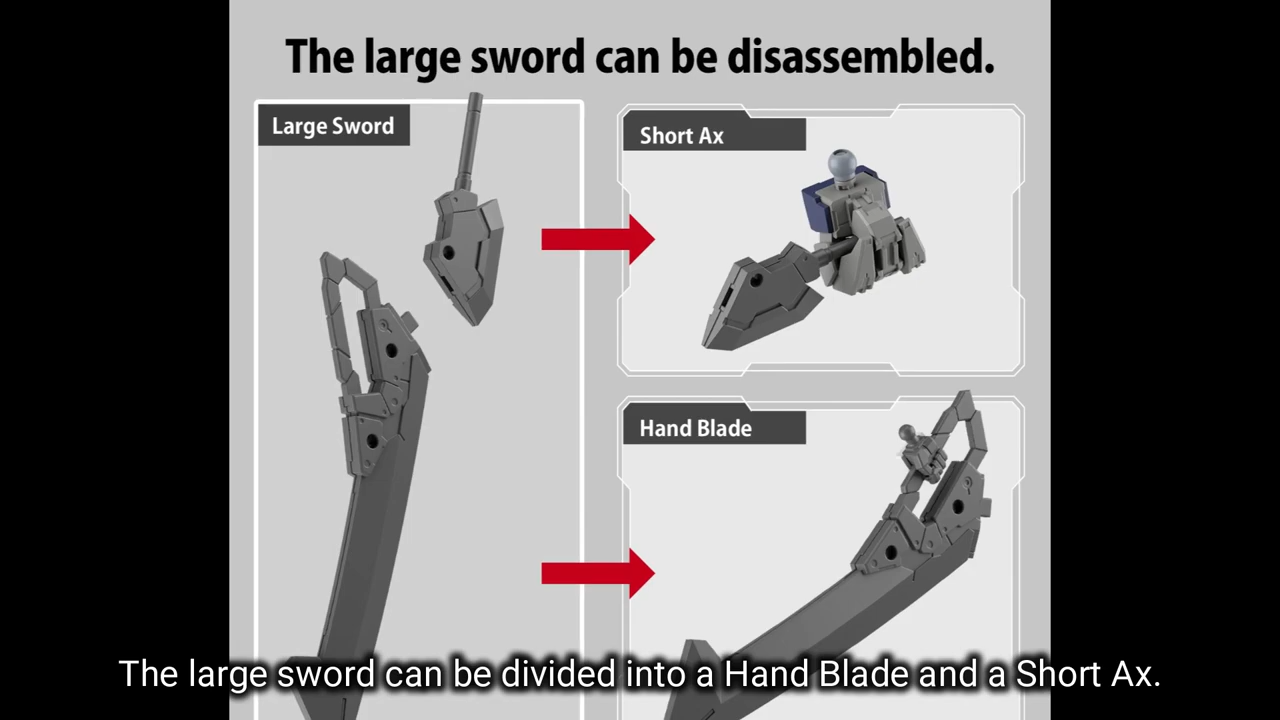 The large sword can be disassembled.
Large Sword
Short Ax
Hand Blade
The large sword can be divided into a Hand Blade and a Short Ax.